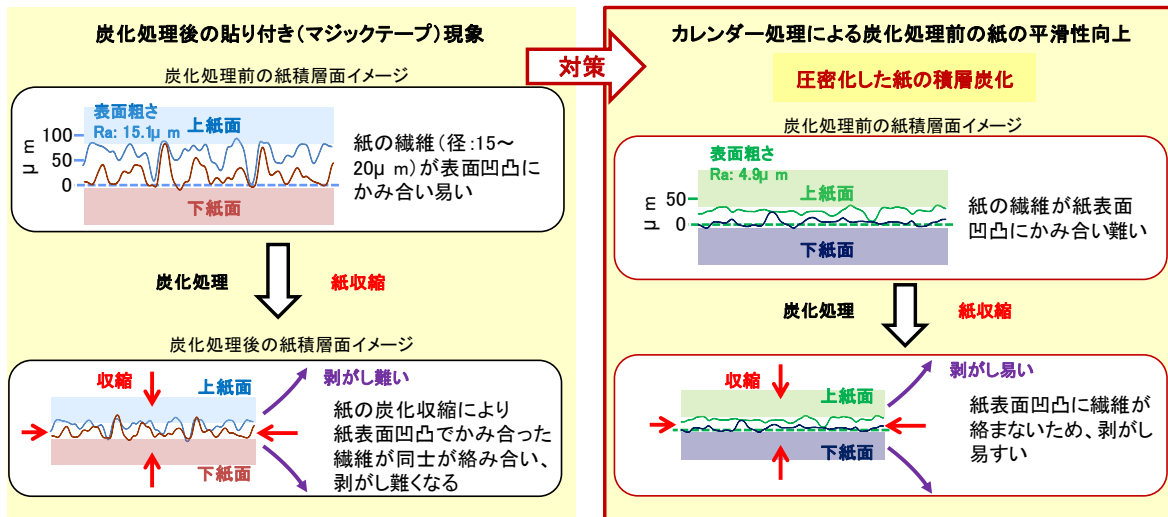 炭化処理後の貼り付き(マジックテープ)現象
炭化処理前の紙積層面イメージ
表面粗さ
Ra: 15.1μ m
上紙面
100
50
0
μ m
下紙面
紙の繊維(径:15~
20μ m)が表面凹凸に
かみ合い易い
炭化処理
紙収縮
炭化処理後の紙積層面イメージ
収縮
上紙面
下紙面
剥がし難い
紙の炭化収縮により
紙表面凹凸でかみ合った
繊維が同士が絡み合い、
剥がし難くなる
対策
カレンダー処理による炭化処理前の紙の平滑性向上
圧密化した紙の積層炭化
炭化処理前の紙積層面イメージ
表面粗さ
Ra: 4.9μ m
上紙面
50
0
μ m
下紙面
紙の繊維が紙表面
凹凸にかみ合い難い
炭化処理
紙収縮
収縮
上紙面
下紙面
剥がし易い
紙表面凹凸に繊維が
絡まないため、剥がし
易すい